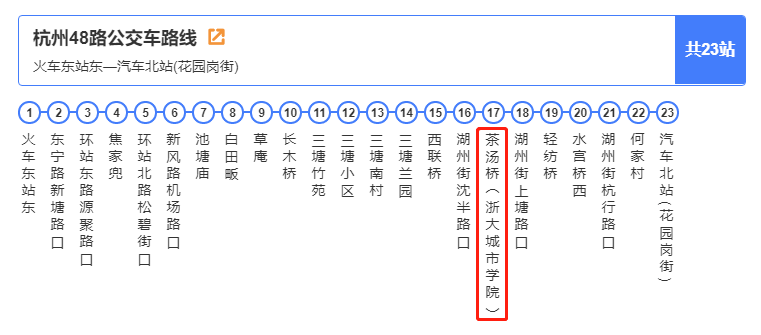 杭州48路公交车路线
火车东站东—汽车北站(花园岗街)
共23站
1 火车东站东
2 东宁路新塘路口
3 环站东路源聚路口
4 焦家兜
5 环站北路松碧街口
6 新风路机场路口
7 池塘庙
8 白田畈
9 草庵
10 长木桥
11 三塘竹苑
12 三塘小区
13 三塘南村
14 三塘兰园
15 西联桥
16 湖州街沈半路口
17 茶汤桥(浙大城市学院)
18 湖州街上塘路口
19 轻纺桥
20 水宫桥西
21 湖州街杭行路口
22 何家村
23 汽车北站(花园岗街)